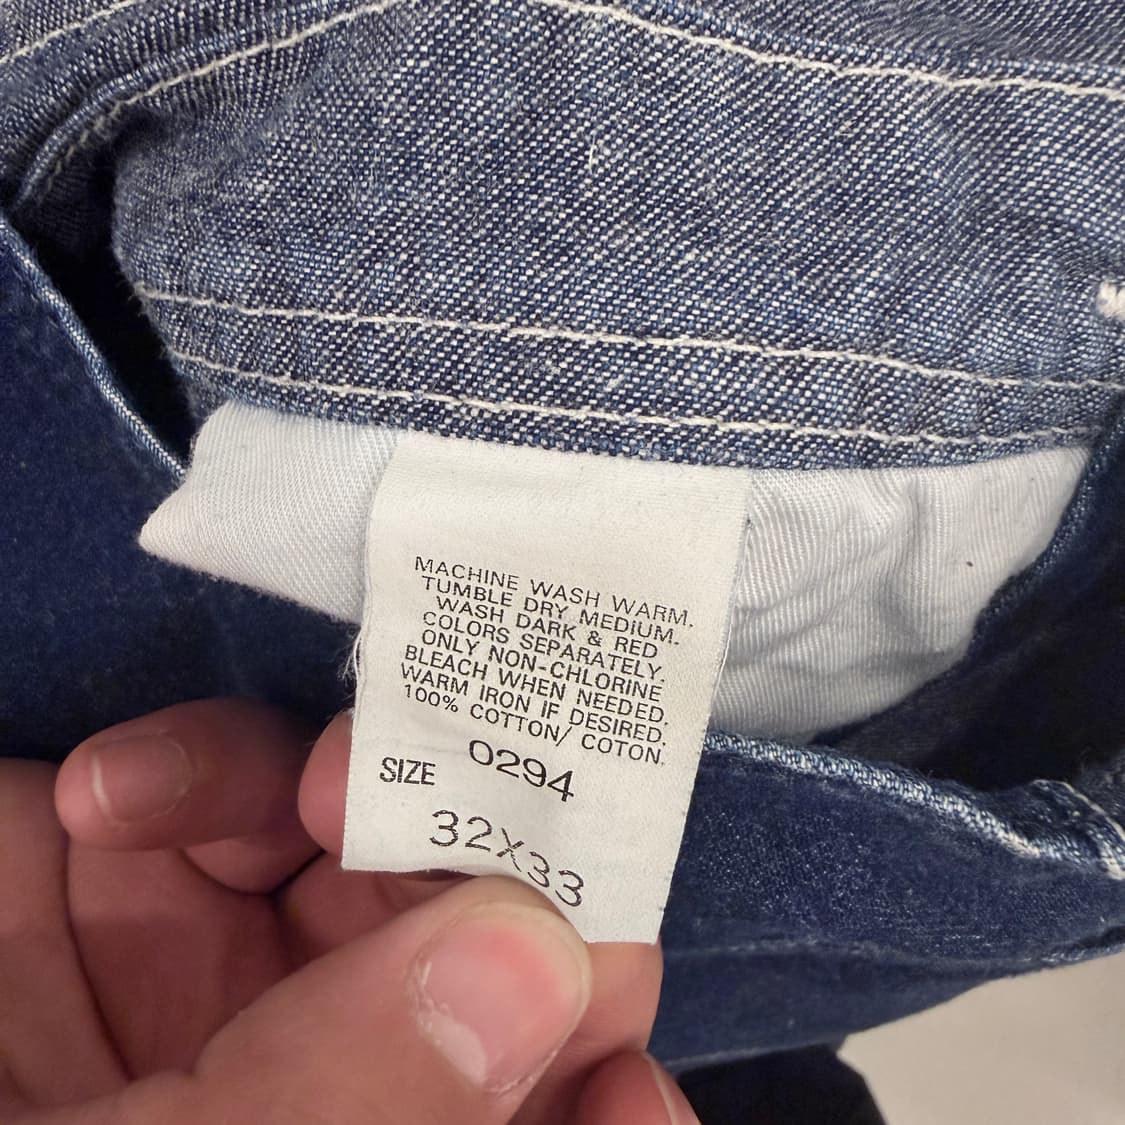 MACHINE WASH WARM.
TUMBLE DRY MEDIUM.
WASH DARK & RED
COLORS SEPARATELY.
ONLY NON-CHLORINE
BLEACH WHEN NEEDED.
WARM IRON IF DESIRED.
100% COTTON/ COTON.
0294
SIZE
32X33